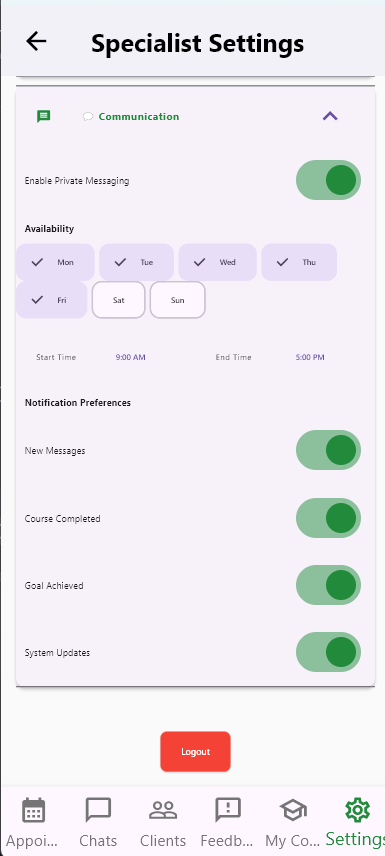 Specialist Settings
Communication
Enable Private Messaging
Availability
Mon Tue Wed Thu
Fri Sat Sun
Start Time 9:00 AM End Time 5:00 PM
Notification Preferences
New Messages
Course Completed
Goal Achieved
System Updates
Logout
Appoi... Chats Clients Feedb... My Co... Settings